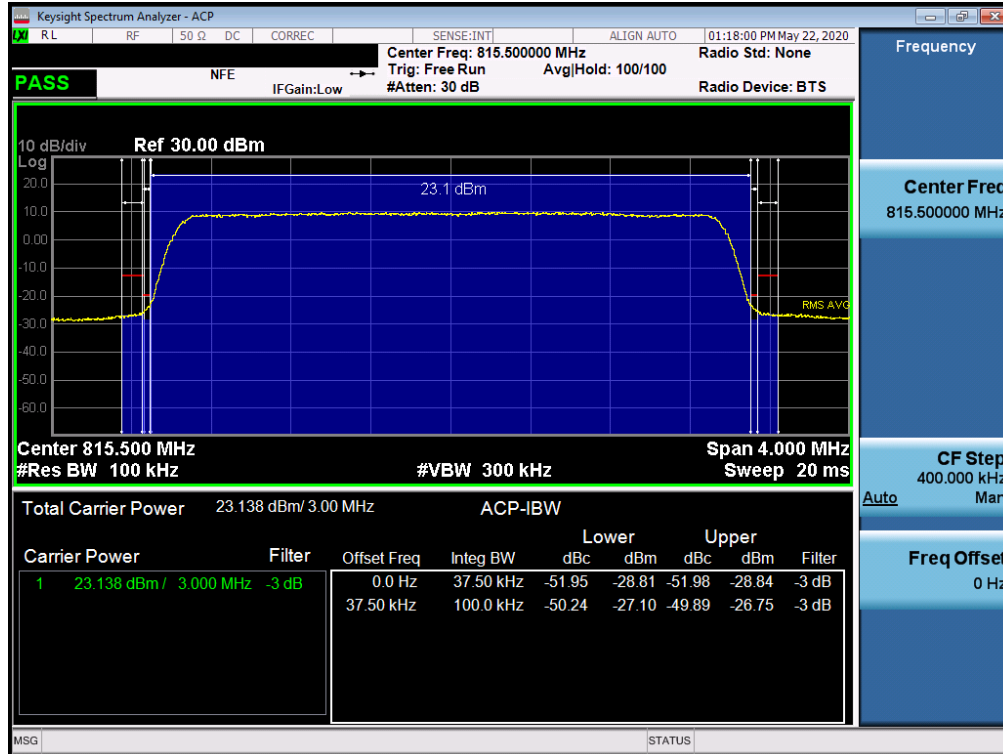 Keysight Spectrum Analyzer - ACP
LXI RL RF 50 Ω DC CORREC SENSE:INT ALIGN AUTO 01:18:00 PM May 22, 2020
Center Freq: 815.500000 MHz Radio Std: None
Trig: Free Run Avg|Hold: 100/100
PASS NFE IFGain:Low #Atten: 30 dB Radio Device: BTS
10 dB/div Ref 30.00 dBm
Log
20.0
10.0
0.00
-10.0
-20.0
-30.0
-40.0
-50.0
-60.0
23.1 dBm
RMS AVG
Center 815.500 MHz Span 4.000 MHz
#Res BW 100 kHz #VBW 300 kHz Sweep 20 ms
Total Carrier Power 23.138 dBm/ 3.00 MHz ACP-IBW
Lower Upper
Carrier Power Filter Offset Freq Integ BW dBc dBm dBc dBm Filter
1 23.138 dBm / 3.000 MHz -3 dB 0.0 Hz 37.50 kHz -51.95 -28.81 -51.98 -28.84 -3 dB
37.50 kHz 100.0 kHz -50.24 -27.10 -49.89 -26.75 -3 dB
MSG STATUS
Frequency
Center Freq
815.500000 MHz
CF Step
400.000 kHz
Auto Man
Freq Offset
0 Hz